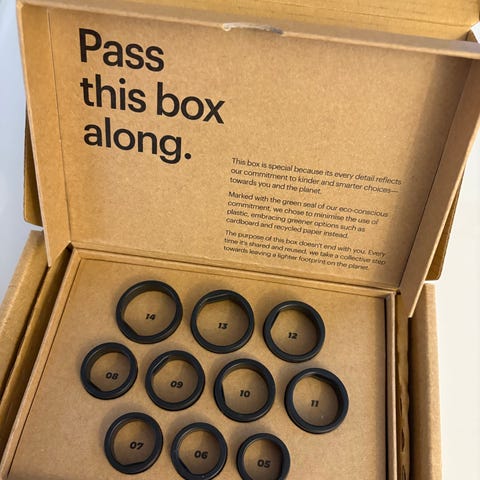 Pass
this box
along.
This box is special because its every detail reflects
our commitment to kinder and smarter choices—
towards you and the planet.
Marked with the green seal of our eco-conscious
commitment, we chose to minimise the use of
plastic, embracing greener options such as
cardboard and recycled paper instead.
The purpose of this box doesn't end with you. Every
time it's shared and reused, we take a collective step
towards leaving a lighter footprint on the planet.
14 13 12
08 09 10 11
07 06 05